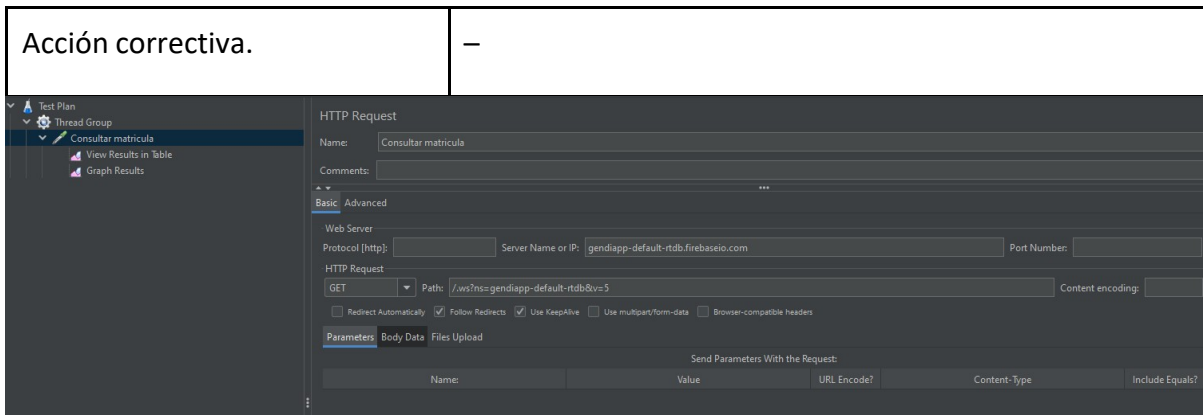 Acción correctiva. –
Test Plan
Thread Group
Consultar matricula
View Results in Table
Graph Results
HTTP Request
Name: Consultar matricula
Comments:
Basic Advanced
Web Server
Protocol [http]: Server Name or IP: gendiapp-default-rtdb.firebaseio.com Port Number:
HTTP Request
GET Path: /.ws?ns=gendiapp-default-rtdb&v=5 Content encoding:
Redirect Automatically Follow Redirects Use KeepAlive Use multipart/form-data Browser-compatible headers
Parameters Body Data Files Upload
Send Parameters With the Request:
Name: Value URL Encode? Content-Type Include Equals?